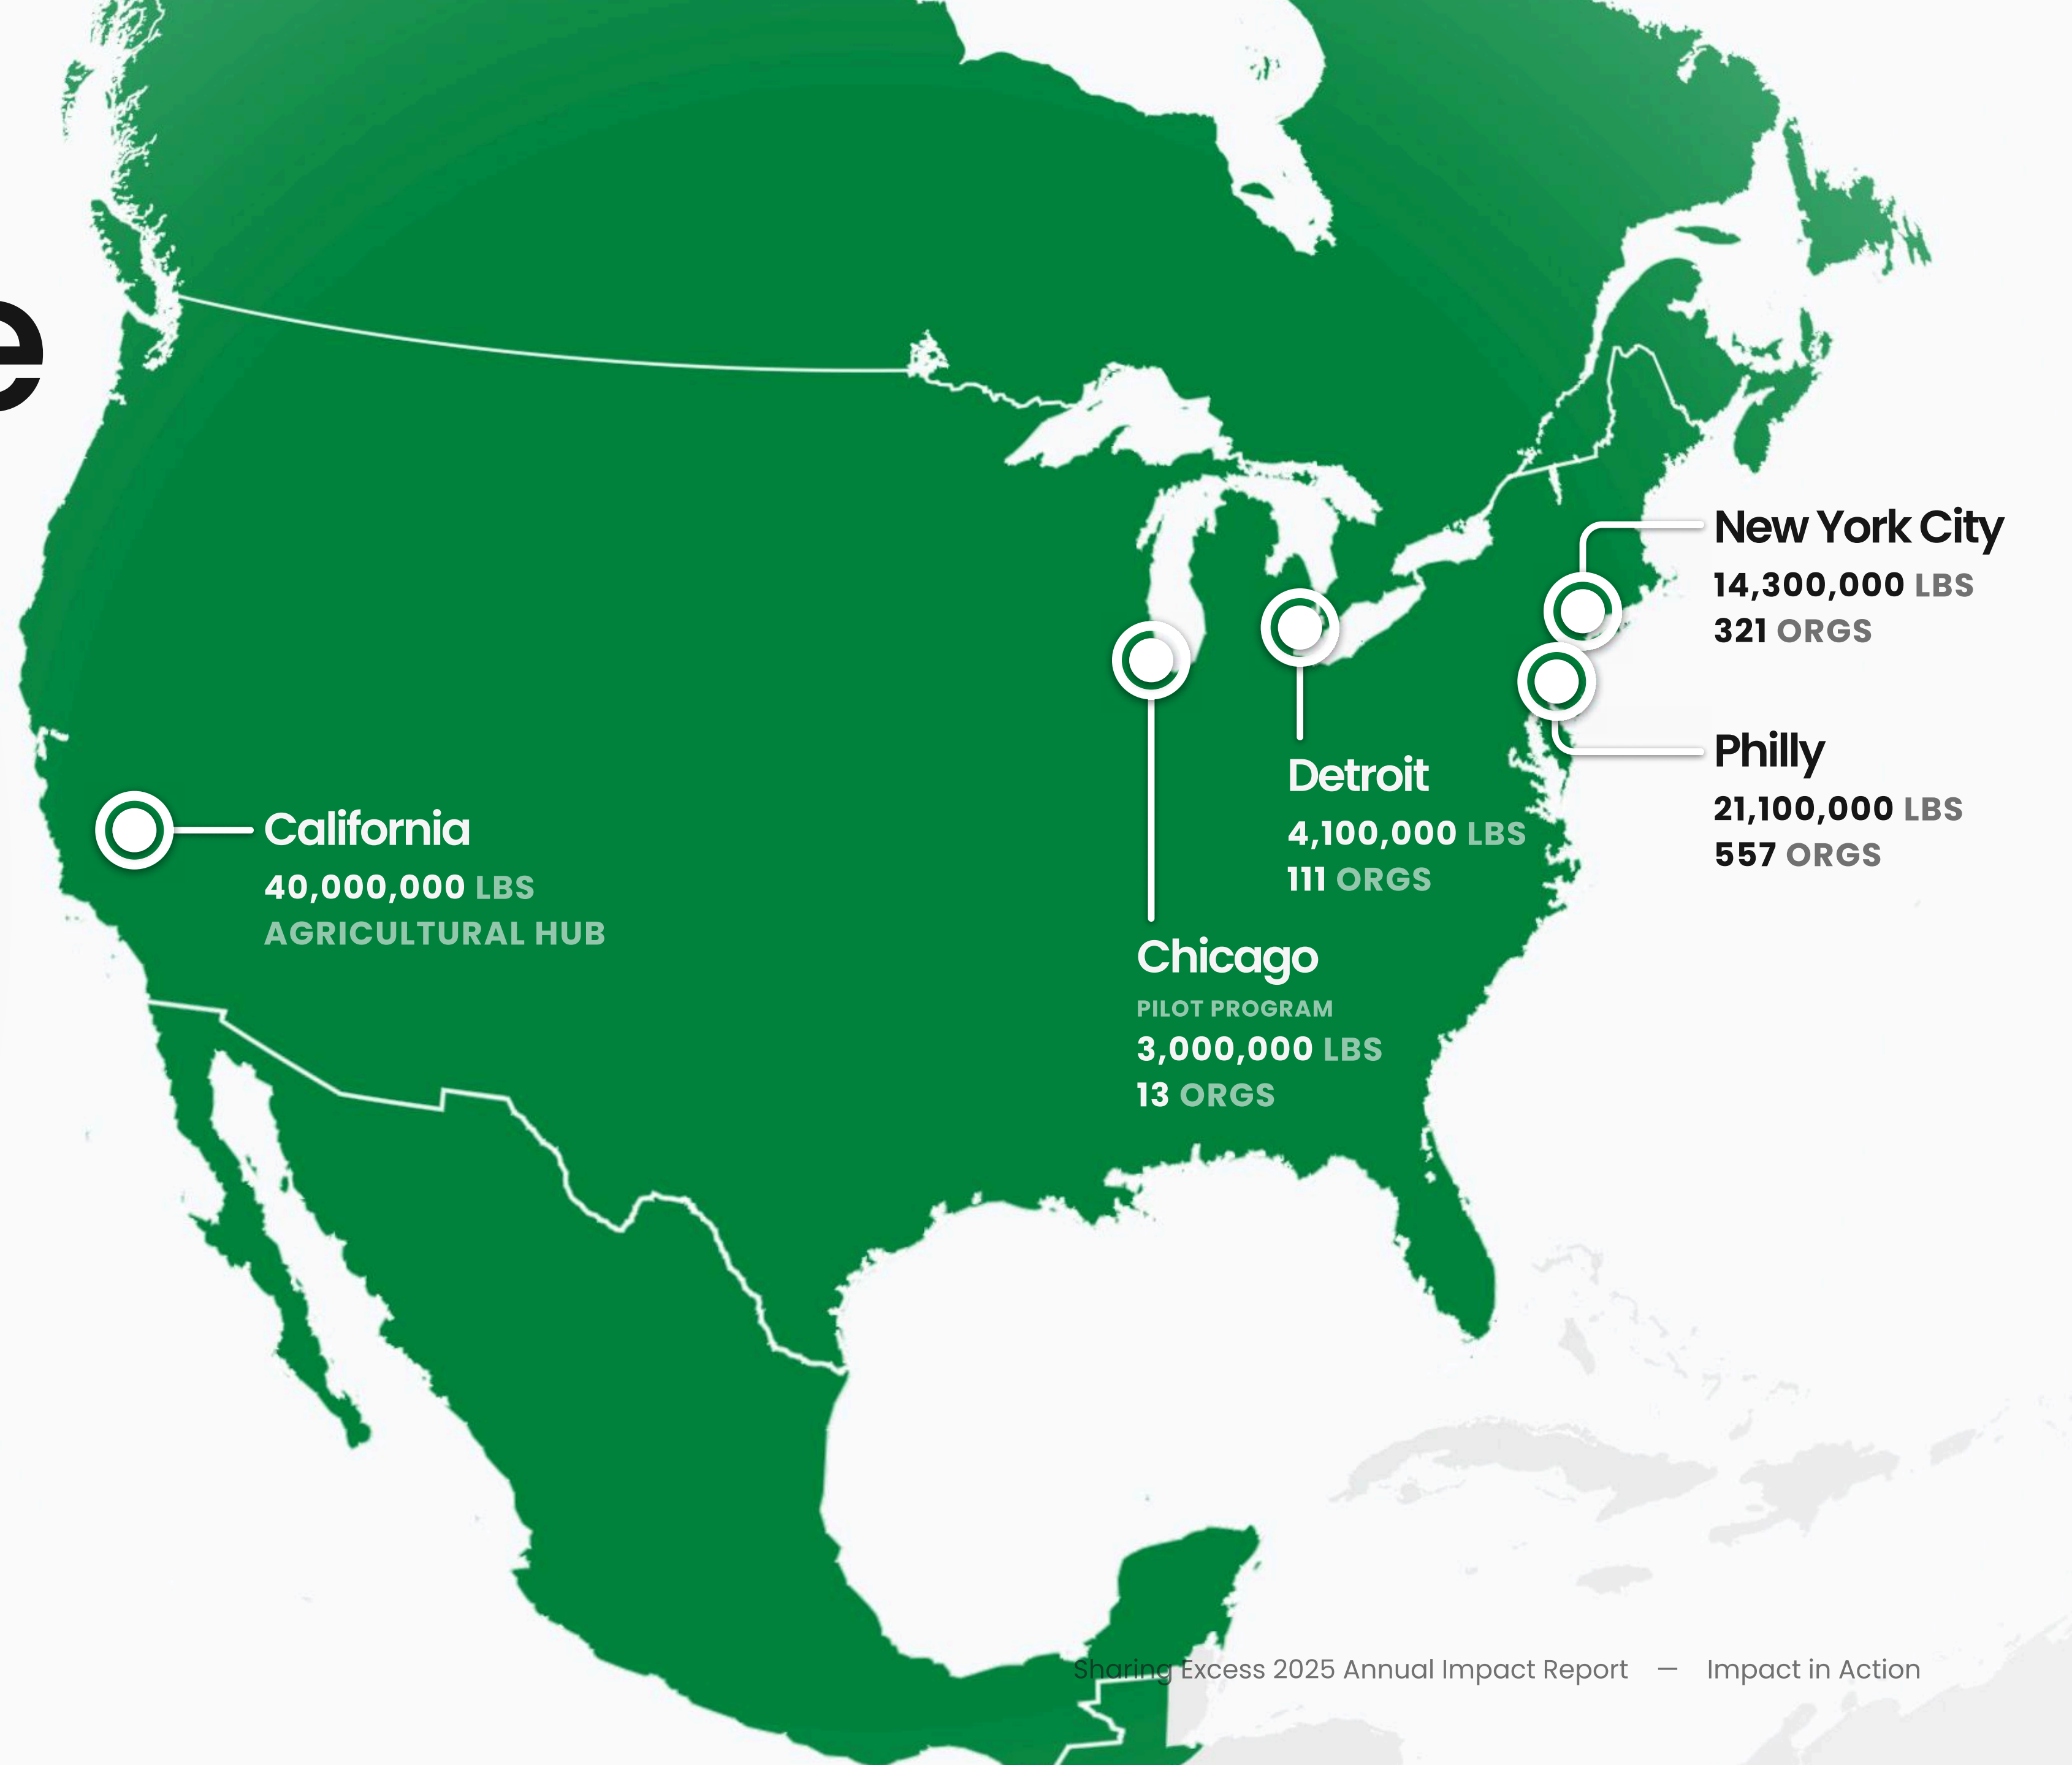 e
New York City
14,300,000 LBS
321 ORGS
Philly
21,100,000 LBS
557 ORGS
Detroit
4,100,000 LBS
111 ORGS
California
40,000,000 LBS
AGRICULTURAL HUB
Chicago
PILOT PROGRAM
3,000,000 LBS
13 ORGS
Sharing Excess 2025 Annual Impact Report — Impact in Action